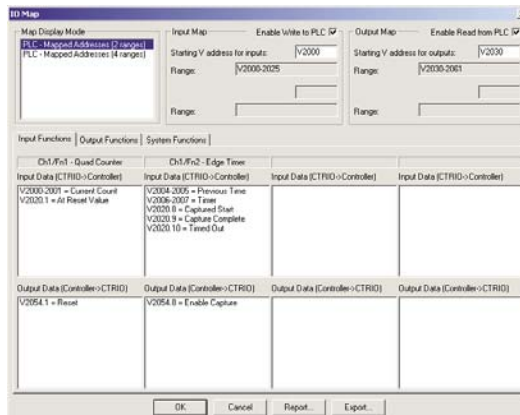 IO Map
Map Display Mode
PLC - Mapped Addresses (2 ranges)
PLC - Mapped Addresses (4 ranges)
Input Map
Enable Write to PLC
Starting V address for inputs:
V2000
Range:
V2000-2025
Range:
Output Map
Enable Read from PLC
Starting V address for outputs:
V2030
Range:
V2030-2061
Range:
Input Functions
Output Functions
System Functions
Ch1/Fn1 - Quad Counter
Ch1/Fn2 - Edge Timer
Input Data (CTRIO->Controller)
Input Data (CTRIO->Controller)
Input Data (CTRIO->Controller)
Input Data (CTRIO->Controller)
V2000-2001 = Current Count
V2020.1 = At Reset Value
V2004-2005 = Previous Time
V2006-2007 = Timer
V2020.8 = Captured Start
V2020.9 = Capture Complete
V2020.10 = Timed Out
Output Data (Controller->CTRIO)
Output Data (Controller->CTRIO)
Output Data (Controller->CTRIO)
Output Data (Controller->CTRIO)
V2054.1 = Reset
V2054.8 = Enable Capture
OK
Cancel
Report...
Export...